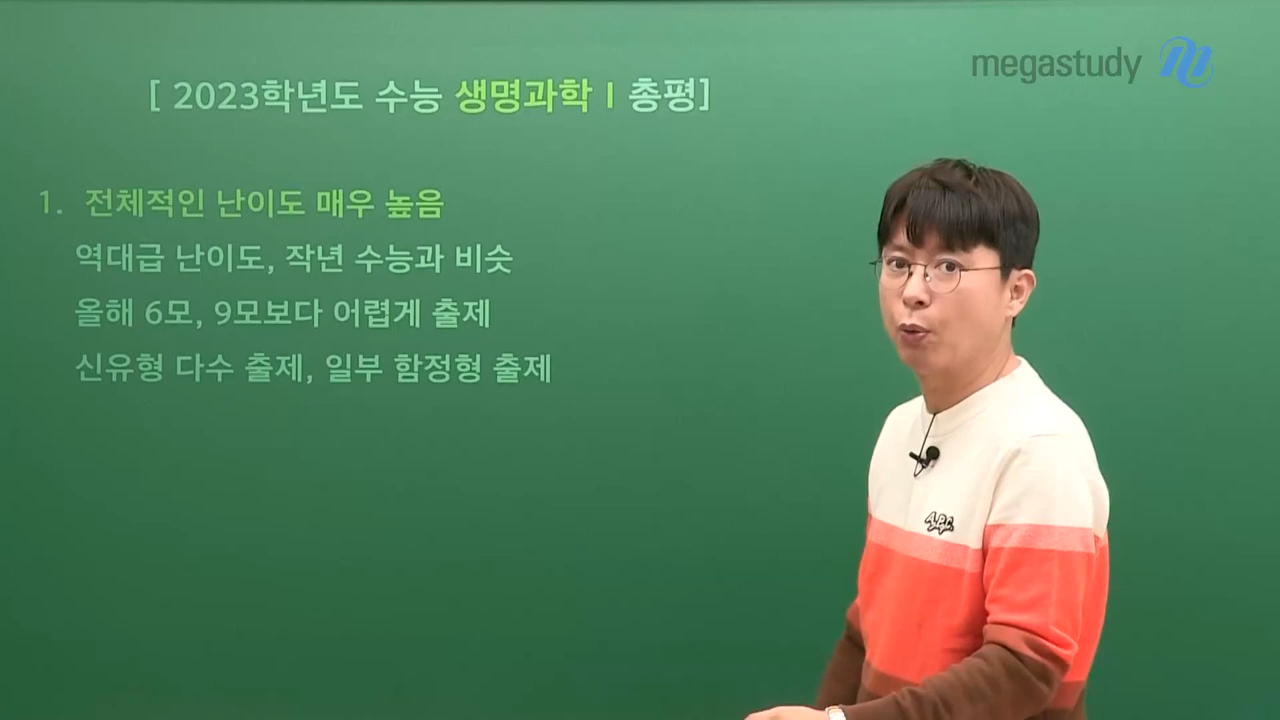 megastudy
[ 2023학년도 수능 생명과학 I 총평]
1. 전체적인 난이도 매우 높음
역대급 난이도, 작년 수능과 비슷
올해 6모, 9모보다 어렵게 출제
신유형 다수 출제, 일부 함정형 출제